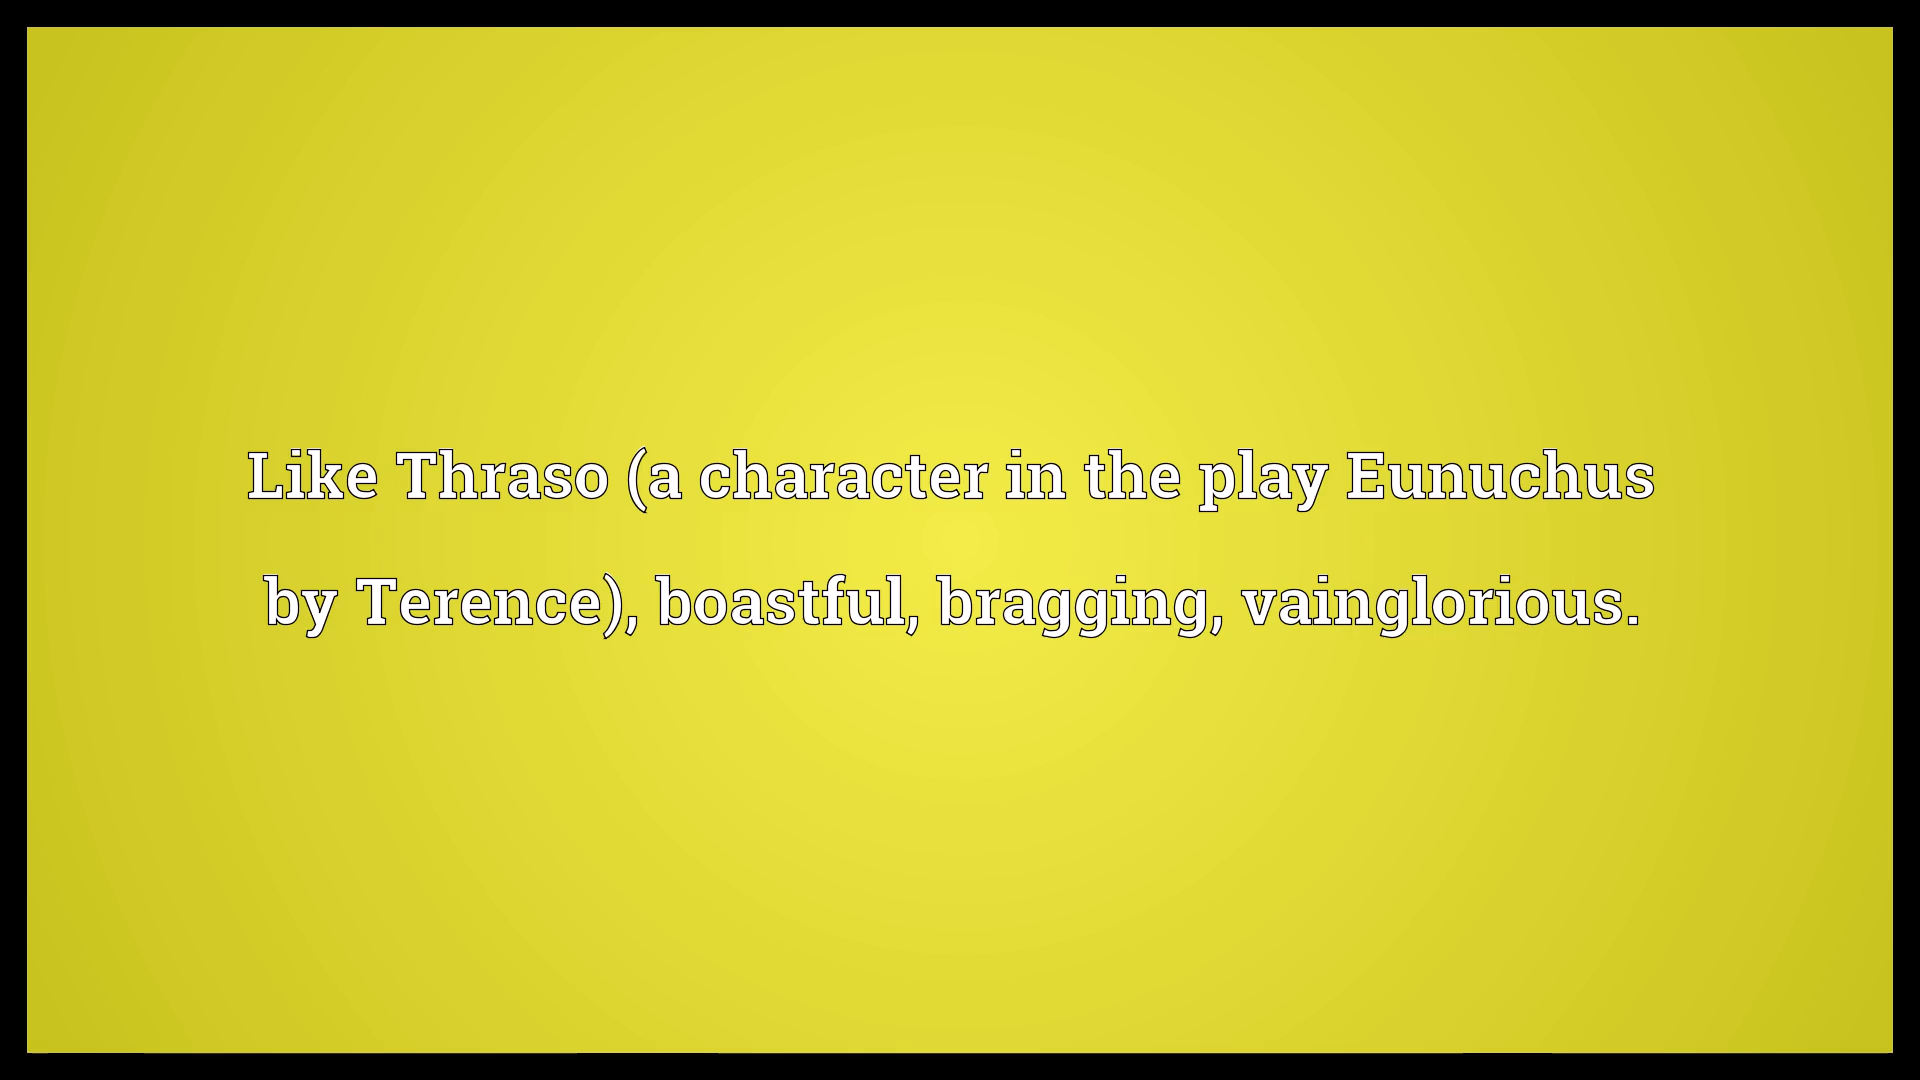 Like Thraso (a character in the play Eunuchus
by Terence), boastful, bragging, vainglorious.